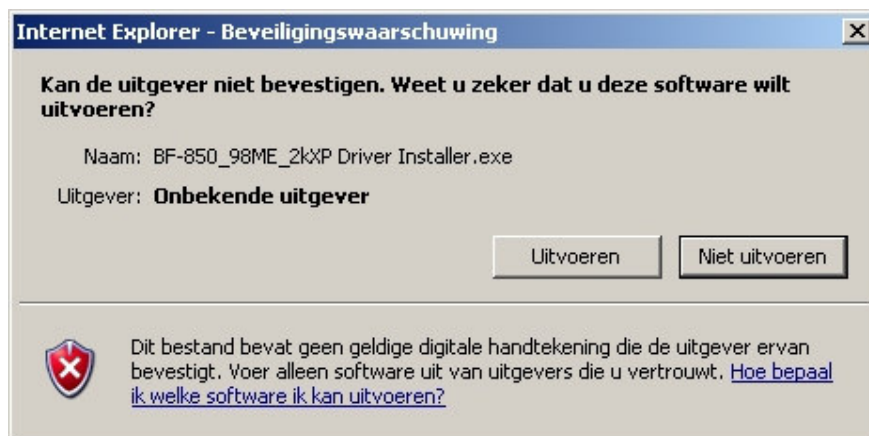 Internet Explorer - Beveiligingswaarschuwing
Kan de uitgever niet bevestigen. Weet u zeker dat u deze software wilt
uitvoeren?
Naam: BF-850_98ME_2kXP Driver Installer.exe
Uitgever: Onbekende uitgever
Uitvoeren Niet uitvoeren
Dit bestand bevat geen geldige digitale handtekening die de uitgever ervan
bevestigt. Voer alleen software uit van uitgevers die u vertrouwt. Hoe bepaal
ik welke software ik kan uitvoeren?